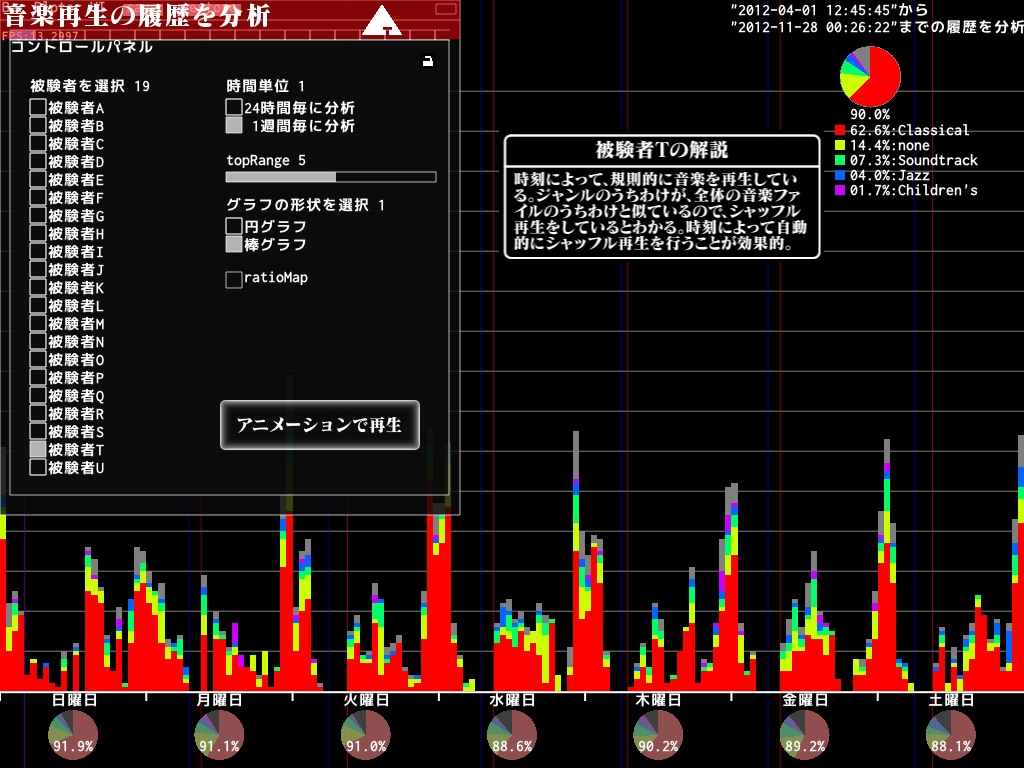 音楽再生の履歴を分析
FPS:13.2997
コントロールパネル
被験者を選択 19
被験者A
被験者B
被験者C
被験者D
被験者E
被験者F
被験者G
被験者H
被験者I
被験者J
被験者K
被験者L
被験者M
被験者N
被験者O
被験者P
被験者Q
被験者R
被験者S
被験者T
被験者U
時間単位 1
24時間毎に分析
1週間毎に分析
topRange 5
グラフの形状を選択 1
円グラフ
棒グラフ
ratioMap
アニメーションで再生
"2012-04-01 12:45:45"から
"2012-11-28 00:26:22"までの履歴を分析
90.0%
62.6%:Classical
14.4%:none
07.3%:Soundtrack
04.0%:Jazz
01.7%:Children's
被験者Tの解説
時刻によって、規則的に音楽を再生してい
る。ジャンルのうちわけが、全体の音楽ファ
イルのうちわけと似ているので、シャッフル
再生をしているとわかる。時刻によって自動
的にシャッフル再生を行うことが効果的。
日曜日 月曜日 火曜日 水曜日 木曜日 金曜日 土曜日
91.9% 91.1% 91.0% 88.6% 90.2% 89.2% 88.1%